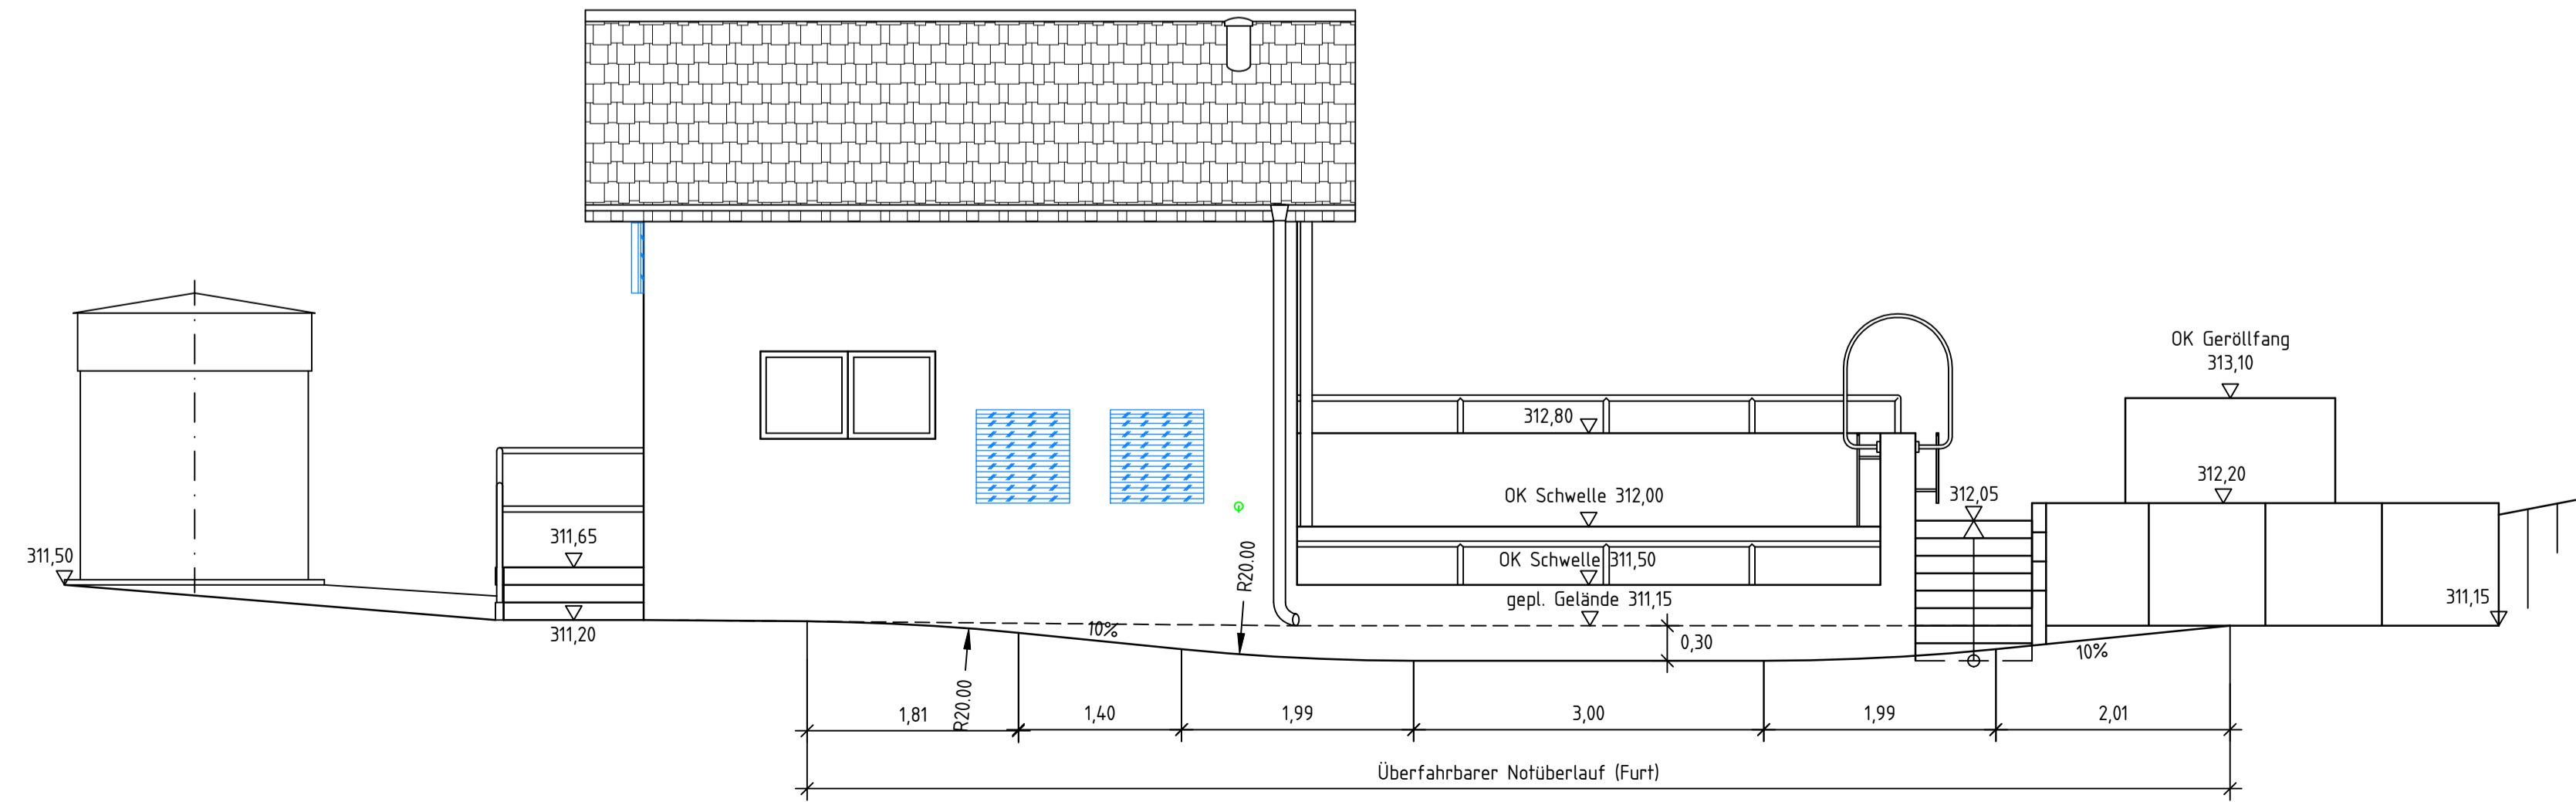 OK Geröllfang
313,10
312,80
312,20
OK Schwelle 312,00
312,05
311,65
311,50
OK Schwelle 311,50
R20.00
gepl. Gelände 311,15
311,15
311,20
10%
0,30
10%
R20.00
1,81
1,40
1,99
3,00
1,99
2,01
Überfahrbarer Notüberlauf (Furt)